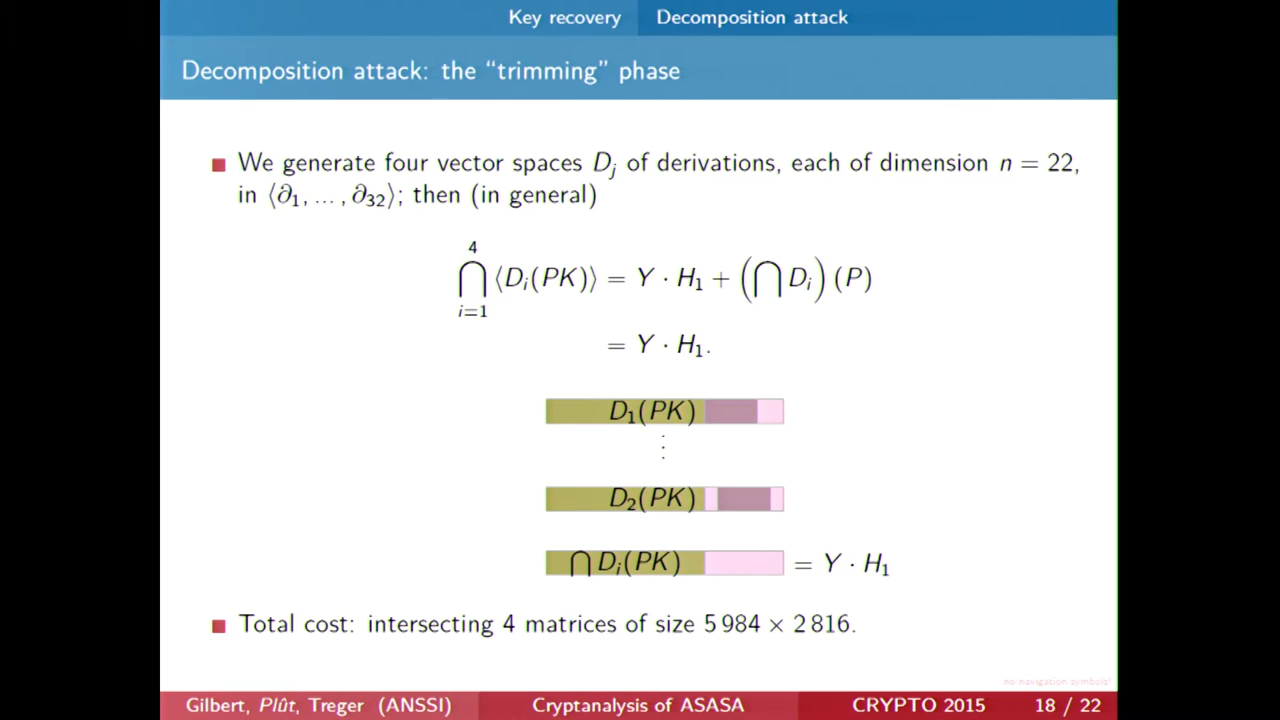 Key recovery Decomposition attack
Decomposition attack: the “trimming” phase
We generate four vector spaces D_j of derivations, each of dimension n = 22,
in ⟨∂_1, ... , ∂_32⟩; then (in general)
⋂_{i=1}^{4} ⟨D_i(PK)⟩ = Y · H_1 + (⋂ D_i) (P)
= Y · H_1.
D_1(PK)
⋮
D_2(PK)
⋂ D_i(PK) = Y · H_1
Total cost: intersecting 4 matrices of size 5 984 × 2 816.
no navigation symbols!
Gilbert, Plût, Treger (ANSSI) Cryptanalysis of ASASA CRYPTO 2015 18 / 22